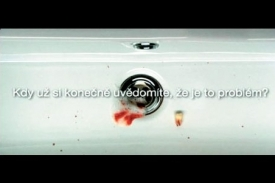 Kdy už si konečně uvědomíte, že je to problém?